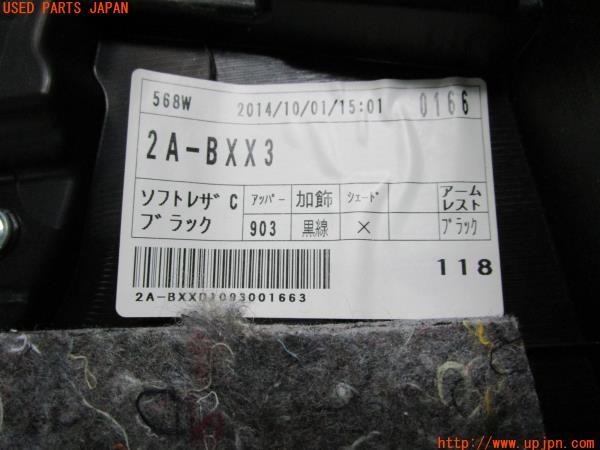 USED PARTS JAPAN
568W 2014/10/01/15:01 0166
2A-BXX3
ソフトレザ C アッパー 加飾 シェード アーム
レスト
ブラック 903 黒線 × ブラック
118
2A-BXXD1093001663
http://www.upjpn.com/